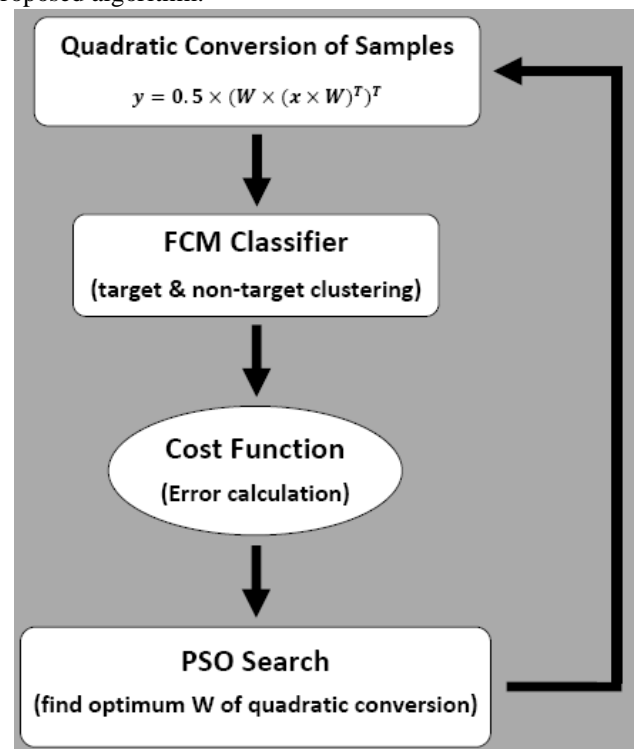 roposed algorithm.
Quadratic Conversion of Samples
y = 0.5 × (W × (x × W)ᵀ)ᵀ
FCM Classifier
(target & non-target clustering)
Cost Function
(Error calculation)
PSO Search
(find optimum W of quadratic conversion)